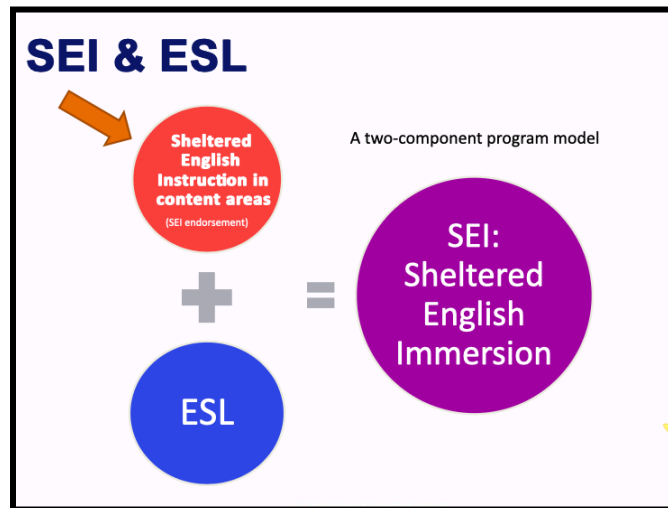 SEI & ESL
Sheltered
English
Instruction in
content areas
(SEI endorsement)
A two-component program model
ESL
SEI:
Sheltered
English
Immersion